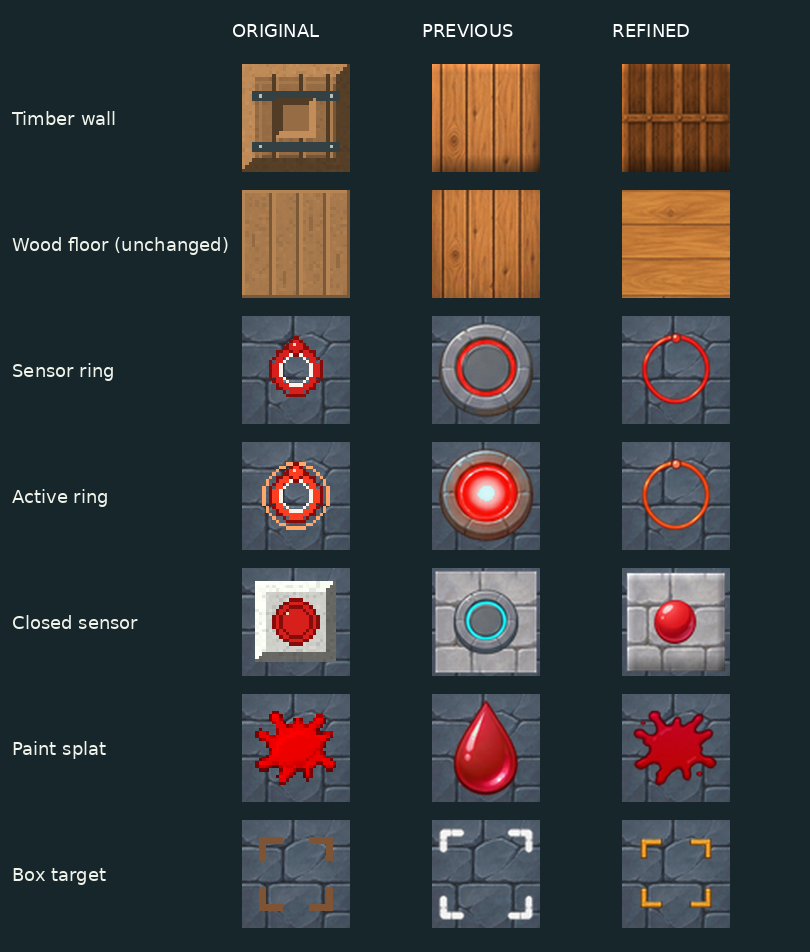 ORIGINAL PREVIOUS REFINED
Timber wall
Wood floor (unchanged)
Sensor ring
Active ring
Closed sensor
Paint splat
Box target